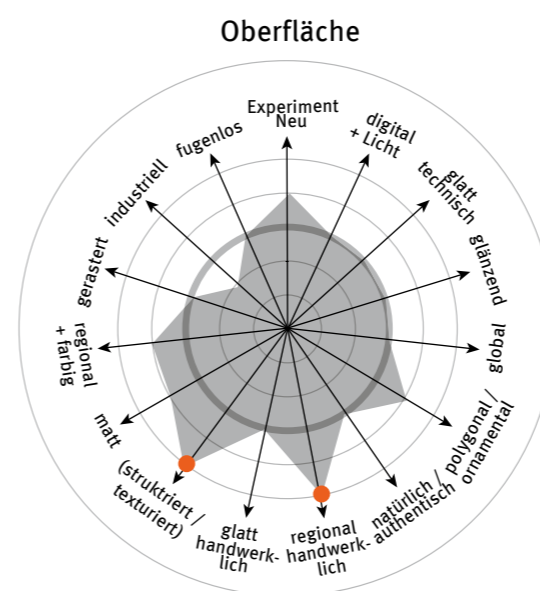 Oberfläche
Experiment
Neu
digital
+ Licht
glatt
technisch
glänzend
global
polygonal /
ornamental
natürlich /
authentisch
regional
handwerk-
lich
glatt
handwerk-
lich
(struktriert /
texturiert)
matt
regional
+ farbig
gerastert
industriell
fugenlos